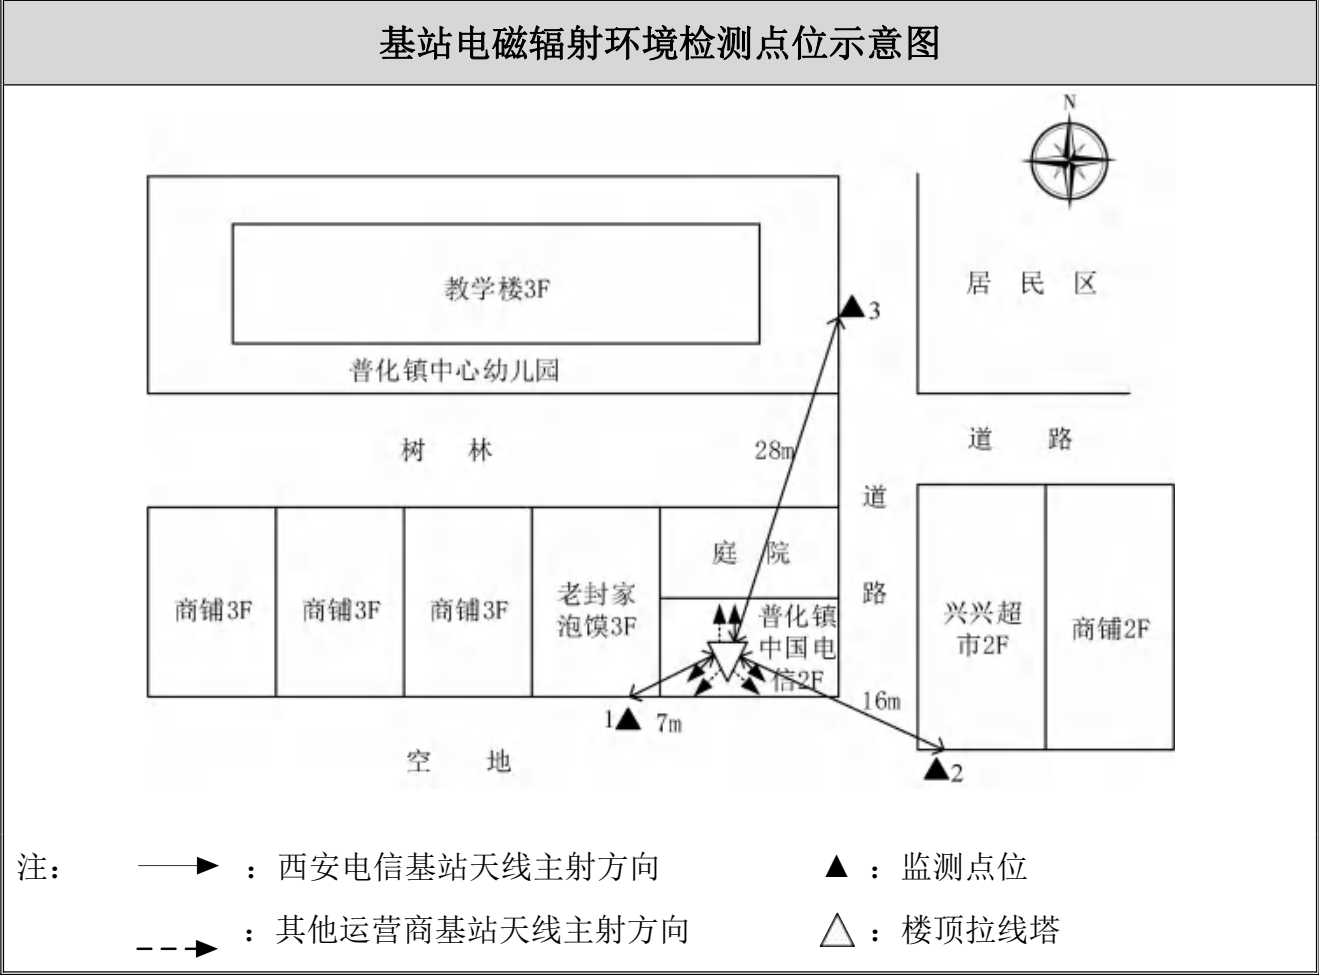 基站电磁辐射环境检测点位示意图
N
教学楼3F
居 民 区
3
普化镇中心幼儿园
树 林
28m
道 路
道
路
庭 院
商铺3F
商铺3F
商铺3F
老封家
泡馍3F
普化镇
中国电
信2F
兴兴超
市2F
商铺2F
16m
1
7m
空 地
2
注：
：西安电信基站天线主射方向
：监测点位
：其他运营商基站天线主射方向
：楼顶拉线塔